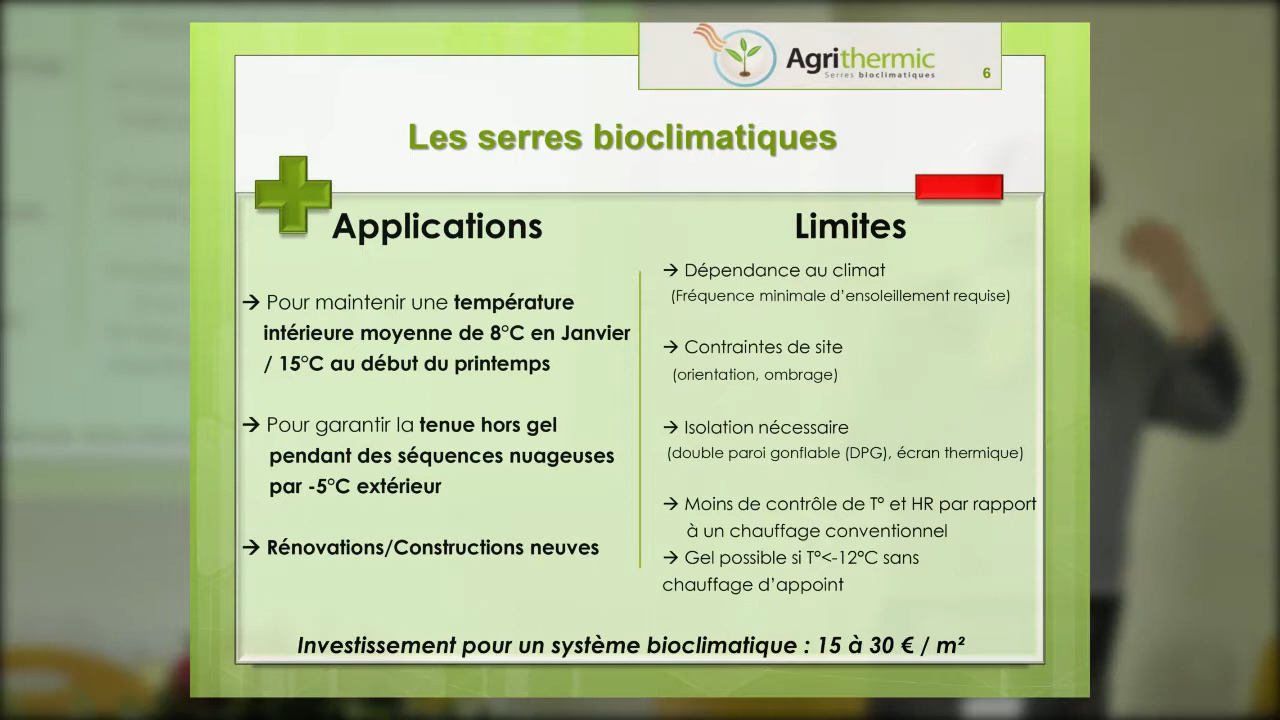 Agrithermic
Serres bioclimatiques
6
Les serres bioclimatiques
Applications
→ Pour maintenir une température
intérieure moyenne de 8°C en Janvier
/ 15°C au début du printemps
→ Pour garantir la tenue hors gel
pendant des séquences nuageuses
par -5°C extérieur
→ Rénovations/Constructions neuves
Limites
→ Dépendance au climat
(Fréquence minimale d'ensoleillement requise)
→ Contraintes de site
(orientation, ombrage)
→ Isolation nécessaire
(double paroi gonflable (DPG), écran thermique)
→ Moins de contrôle de T° et HR par rapport
à un chauffage conventionnel
→ Gel possible si T°<-12°C sans
chauffage d'appoint
Investissement pour un système bioclimatique : 15 à 30 € / m²